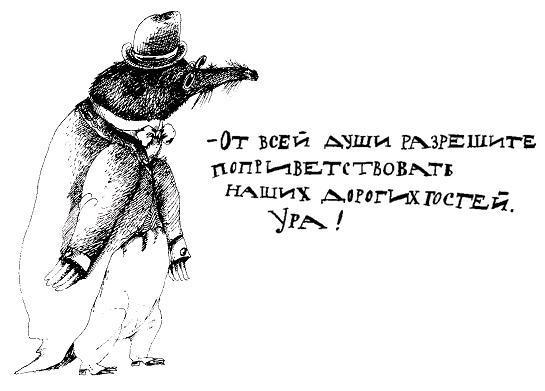 -От всей души разрешите
поприветствовать
наших дорогих гостей.
Ура!